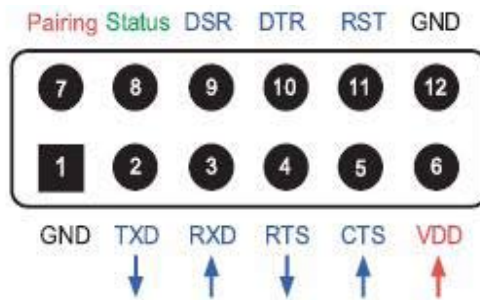 Pairing Status DSR DTR RST GND
7 8 9 10 11 12
1 2 3 4 5 6
GND TXD RXD RTS CTS VDD